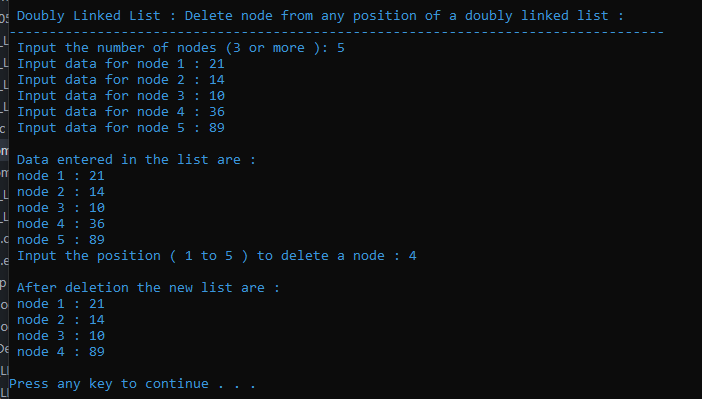 Doubly Linked List : Delete node from any position of a doubly linked list :
----------------------------------------------------------------------------------
Input the number of nodes (3 or more ): 5
Input data for node 1 : 21
Input data for node 2 : 14
Input data for node 3 : 10
Input data for node 4 : 36
Input data for node 5 : 89
Data entered in the list are :
node 1 : 21
node 2 : 14
node 3 : 10
node 4 : 36
node 5 : 89
Input the position ( 1 to 5 ) to delete a node : 4
After deletion the new list are :
node 1 : 21
node 2 : 14
node 3 : 10
node 4 : 89
Press any key to continue . . .